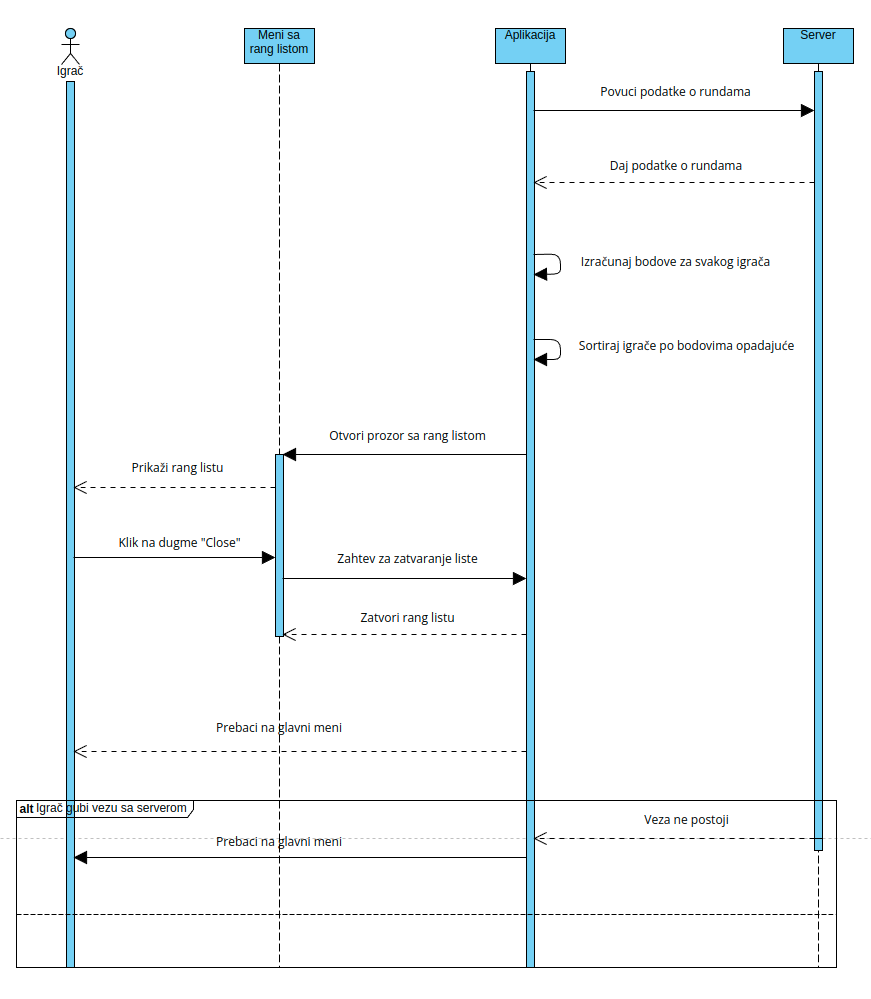 Igrač
Meni sa
rang listom
Aplikacija
Server
Povuci podatke o rundama
Daj podatke o rundama
Izračunaj bodove za svakog igrača
Sortiraj igrače po bodovima opadajuće
Otvori prozor sa rang listom
Prikaži rang listu
Klik na dugme "Close"
Zahtev za zatvaranje liste
Zatvori rang listu
Prebaci na glavni meni
alt Igrač gubi vezu sa serverom
Veza ne postoji
Prebaci na glavni meni